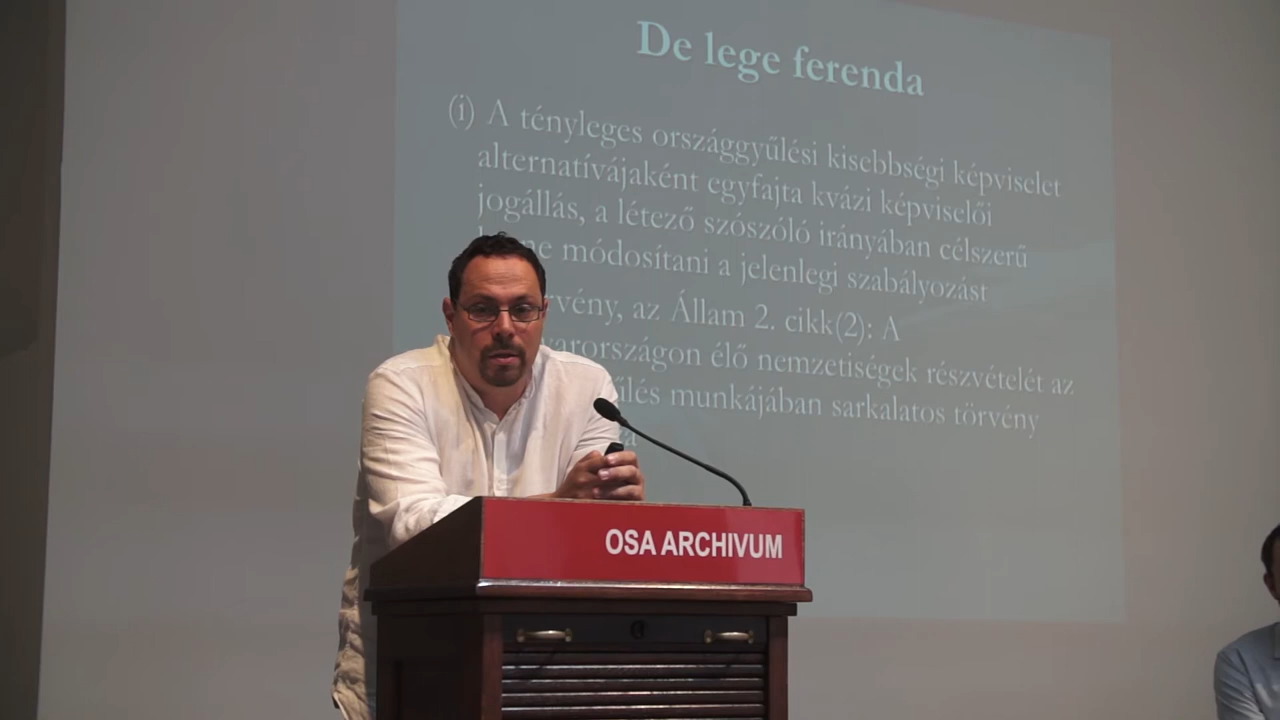 De lege ferenda
(i) A tényleges országgyűlési kisebbségi képviselet
alternatívájaként egyfajta kvázi képviselői
jogállás, a létező szószóló irányában célszerű
módosítani a jelenlegi szabályozást
az Állam 2. cikk(2): A
élő nemzetiségek részvételét az
munkájában sarkalatos törvény
OSA ARCHIVUM